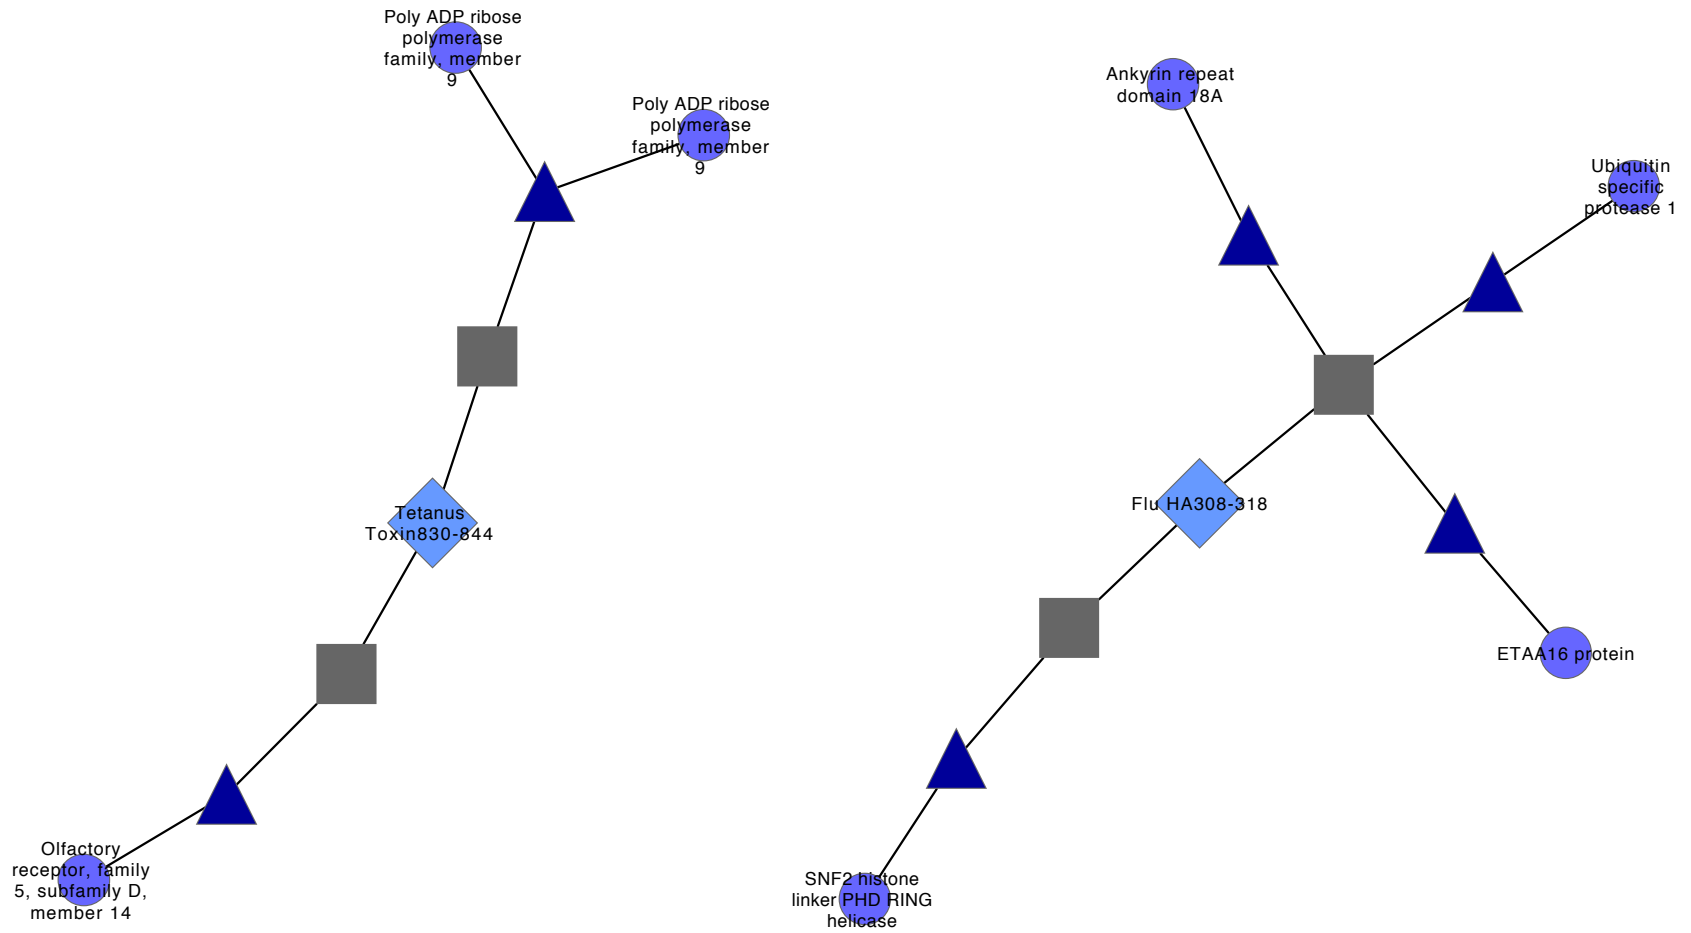 Poly ADP ribose
polymerase
family, member
9
Poly ADP ribose
polymerase
family, member
9
Tetanus
Toxin830-844
Olfactory
receptor, family
5, subfamily D,
member 14
Ankyrin repeat
domain 18A
Ubiquitin
specific
protease 1
Flu HA308-318
ETAA16 protein
SNF2 histone
linker PHD RING
helicase